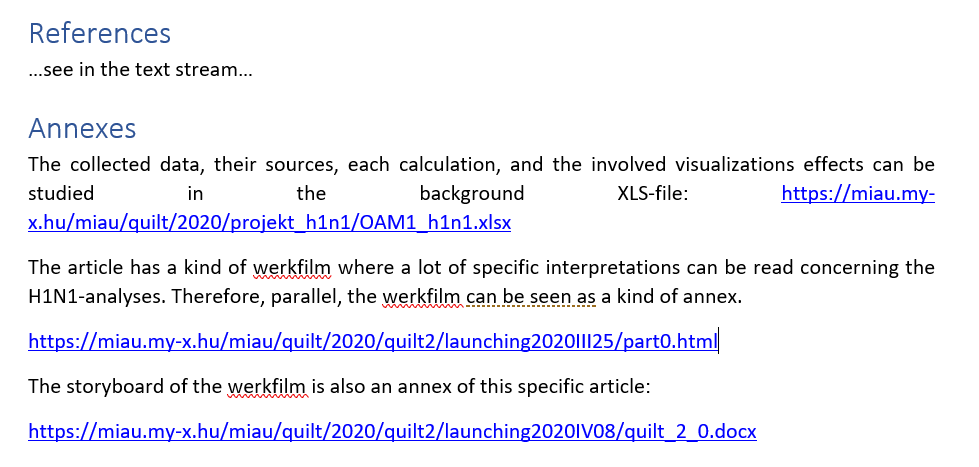 References
...see in the text stream...
Annexes
The collected data, their sources, each calculation, and the involved visualizations effects can be
studied in the background XLS-file: https://miau.my-
x.hu/miau/quilt/2020/projekt_h1n1/OAM1_h1n1.xlsx
The article has a kind of werkfilm where a lot of specific interpretations can be read concerning the
H1N1-analyses. Therefore, parallel, the werkfilm can be seen as a kind of annex.
https://miau.my-x.hu/miau/quilt/2020/quilt2/launching2020III25/part0.html
The storyboard of the werkfilm is also an annex of this specific article:
https://miau.my-x.hu/miau/quilt/2020/quilt2/launching2020IV08/quilt_2_0.docx